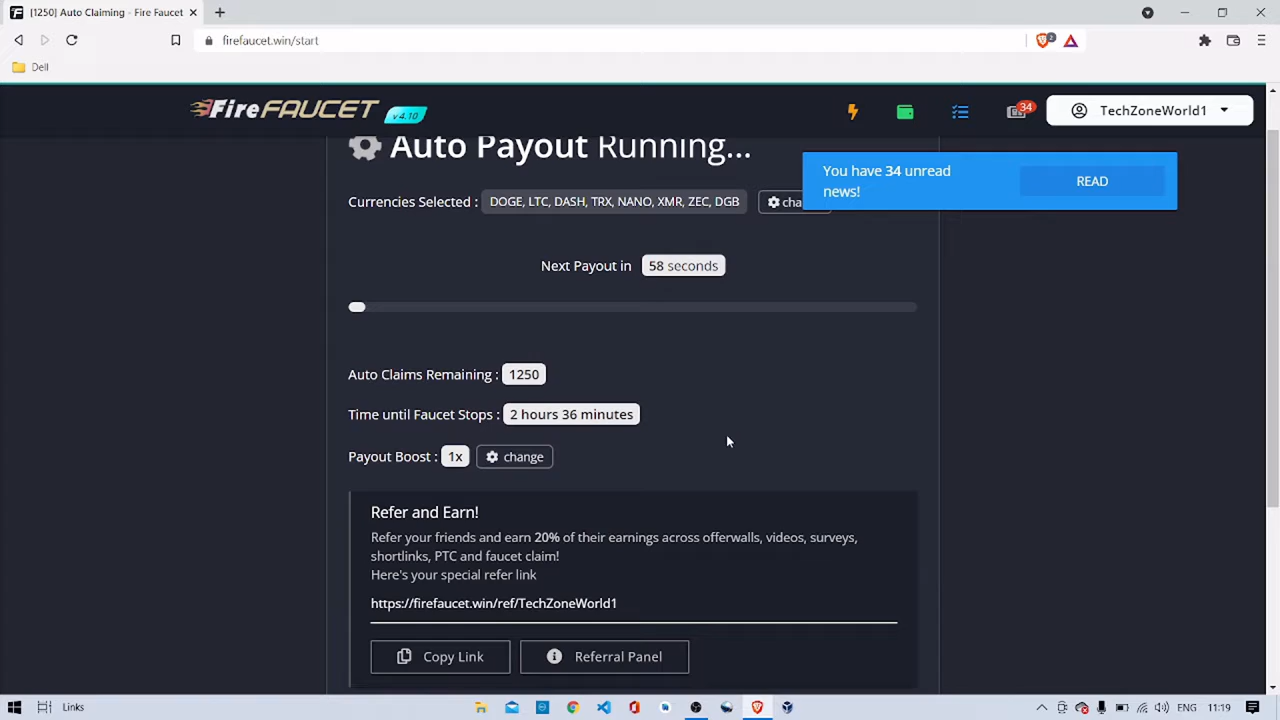 [1250] Auto Claiming - Fire Faucet
firefaucet.win/start
2
Dell
FireFAUCET v4.10
34
TechZoneWorld1
Auto Payout Running...
You have 34 unread
news!
READ
Currencies Selected : DOGE, LTC, DASH, TRX, NANO, XMR, ZEC, DGB
cha
Next Payout in 58 seconds
Auto Claims Remaining : 1250
Time until Faucet Stops : 2 hours 36 minutes
Payout Boost : 1x change
Refer and Earn!
Refer your friends and earn 20% of their earnings across offerwalls, videos, surveys,
shortlinks, PTC and faucet claim!
Here's your special refer link
https://firefaucet.win/ref/TechZoneWorld1
Copy Link
Referral Panel
Links
ENG
11:19